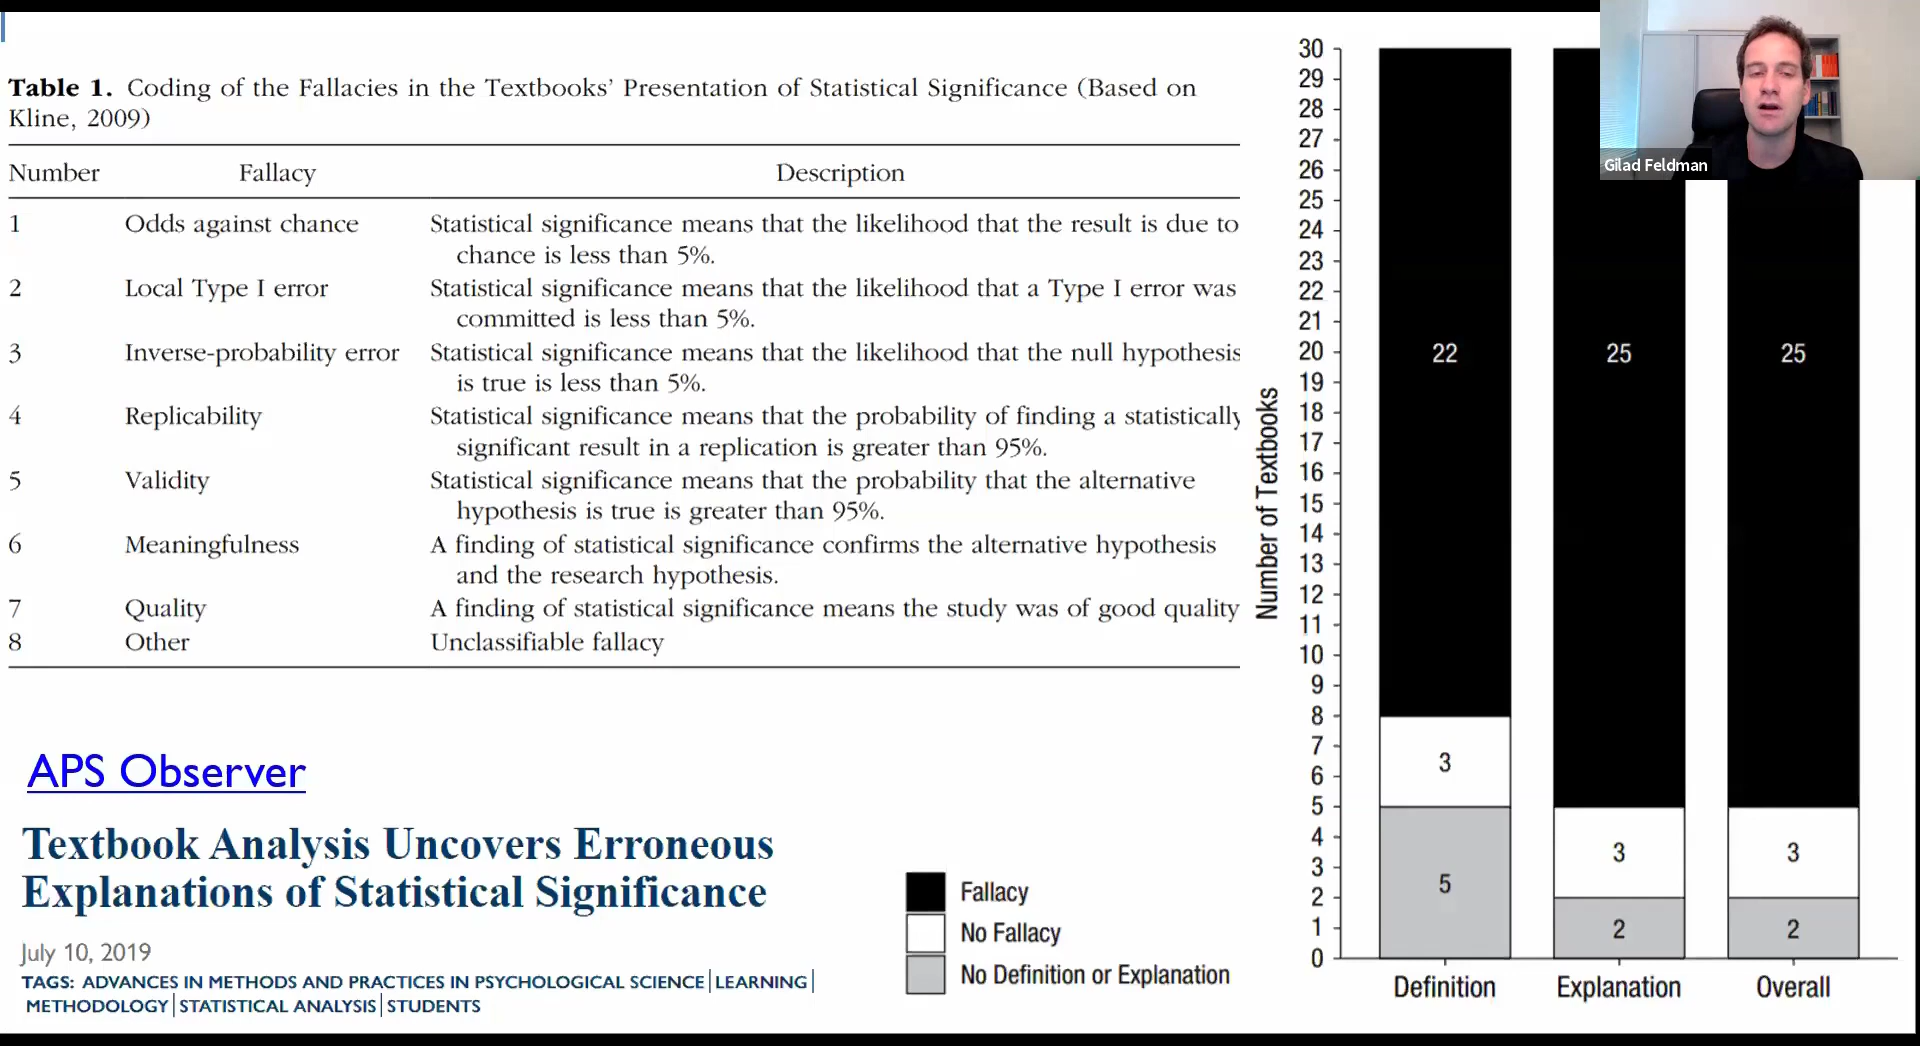 Table 1. Coding of the Fallacies in the Textbooks' Presentation of Statistical Significance (Based on
Kline, 2009)
Number Fallacy Description
1 Odds against chance Statistical significance means that the likelihood that the result is due to
chance is less than 5%.
2 Local Type I error Statistical significance means that the likelihood that a Type I error was
committed is less than 5%.
3 Inverse-probability error Statistical significance means that the likelihood that the null hypothesis
is true is less than 5%.
4 Replicability Statistical significance means that the probability of finding a statistically
significant result in a replication is greater than 95%.
5 Validity Statistical significance means that the probability that the alternative
hypothesis is true is greater than 95%.
6 Meaningfulness A finding of statistical significance confirms the alternative hypothesis
and the research hypothesis.
7 Quality A finding of statistical significance means the study was of good quality
8 Other Unclassifiable fallacy
APS Observer
Textbook Analysis Uncovers Erroneous
Explanations of Statistical Significance
July 10, 2019
TAGS: ADVANCES IN METHODS AND PRACTICES IN PSYCHOLOGICAL SCIENCE | LEARNING |
METHODOLOGY | STATISTICAL ANALYSIS | STUDENTS
Fallacy
No Fallacy
No Definition or Explanation
Number of Textbooks
30
29
28
27
26
25
24
23
22
21
20
19
18
17
16
15
14
13
12
11
10
9
8
7
6
5
4
3
2
1
0
22 25 25
3
3 3
5
2 2
Definition Explanation Overall
Gilad Feldman